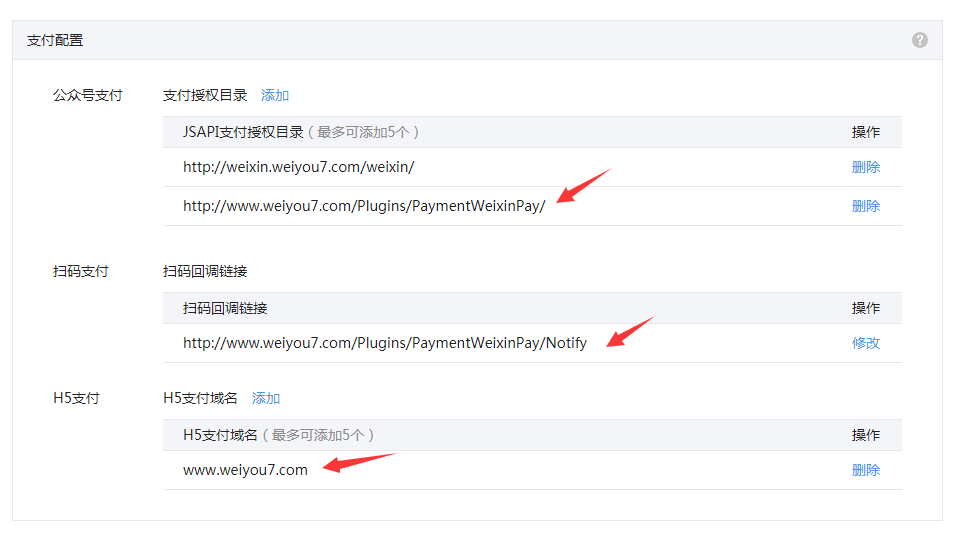 支付配置
?
公众号支付 支付授权目录 添加
JSAPI支付授权目录（最多可添加5个） 操作
http://weixin.weiyou7.com/weixin/ 删除
http://www.weiyou7.com/Plugins/PaymentWeixinPay/ 删除
扫码支付 扫码回调链接
扫码回调链接 操作
http://www.weiyou7.com/Plugins/PaymentWeixinPay/Notify 修改
H5支付 H5支付域名 添加
H5支付域名（最多可添加5个） 操作
www.weiyou7.com 删除